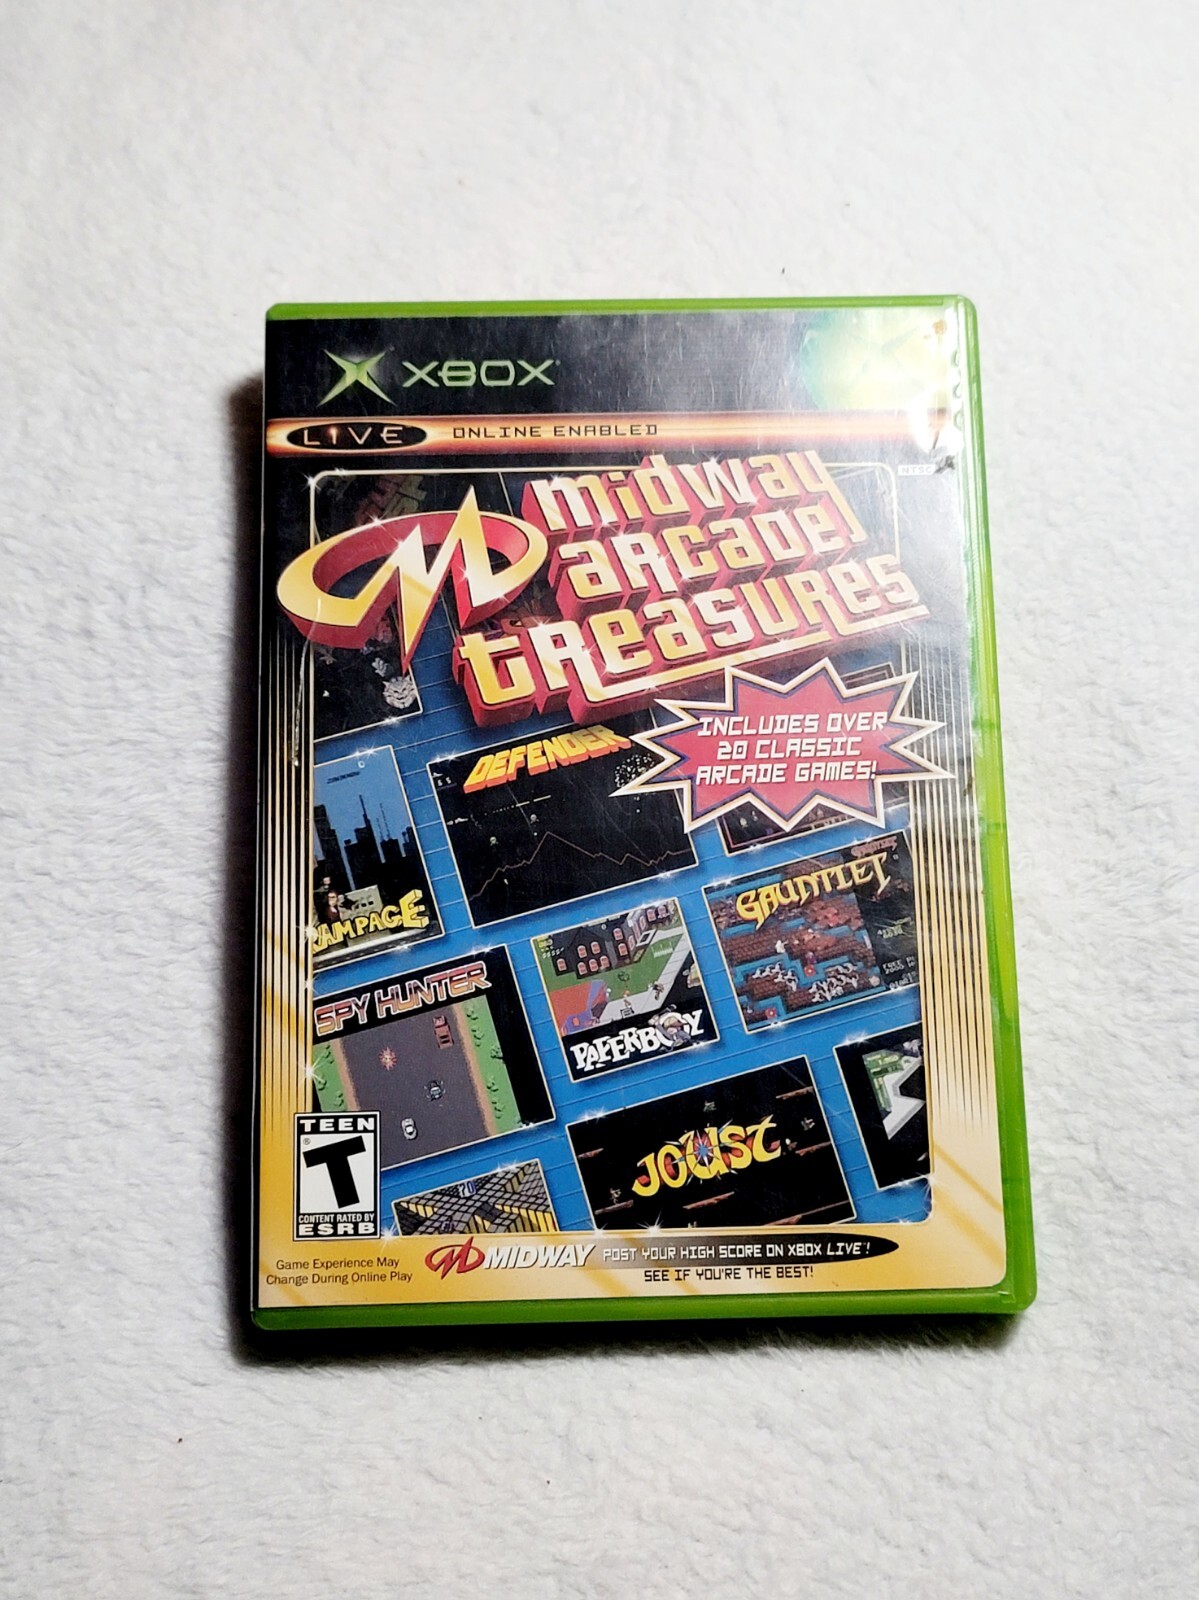 XBOX
LIVE ONLINE ENABLED
NTSC
midway
arcade
treasures
INCLUDES OVER
20 CLASSIC
ARCADE GAMES!
DEFENDER
RAMPAGE
GAUNTLET
SPY HUNTER
PAPERBOY
JOUST
TEEN
T
CONTENT RATED BY
ESRB
Game Experience May
Change During Online Play
MIDWAY POST YOUR HIGH SCORE ON XBOX LIVE™!
SEE IF YOU'RE THE BEST!